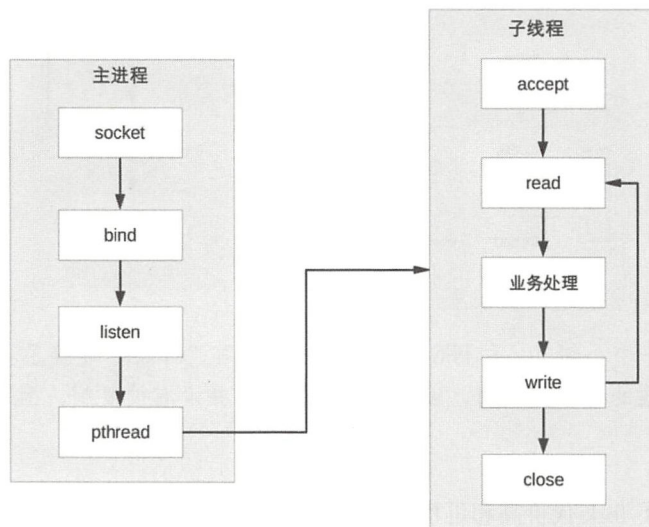 主进程
socket
bind
listen
pthread
子线程
accept
read
业务处理
write
close